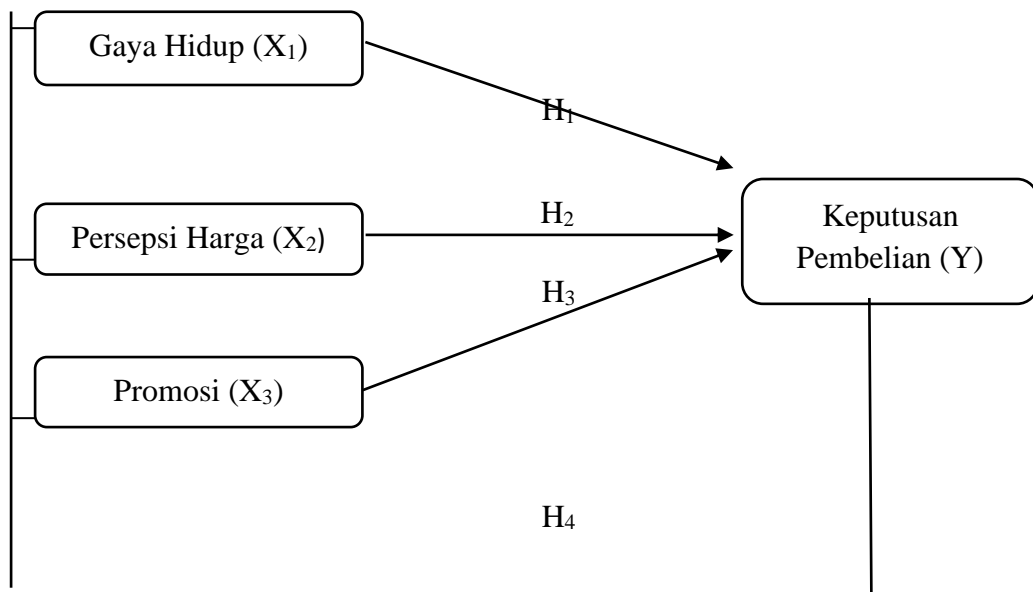 Gaya Hidup (X₁)
H₁
H₂
Keputusan
Pembelian (Y)
Persepsi Harga (X₂)
H₃
Promosi (X₃)
H₄